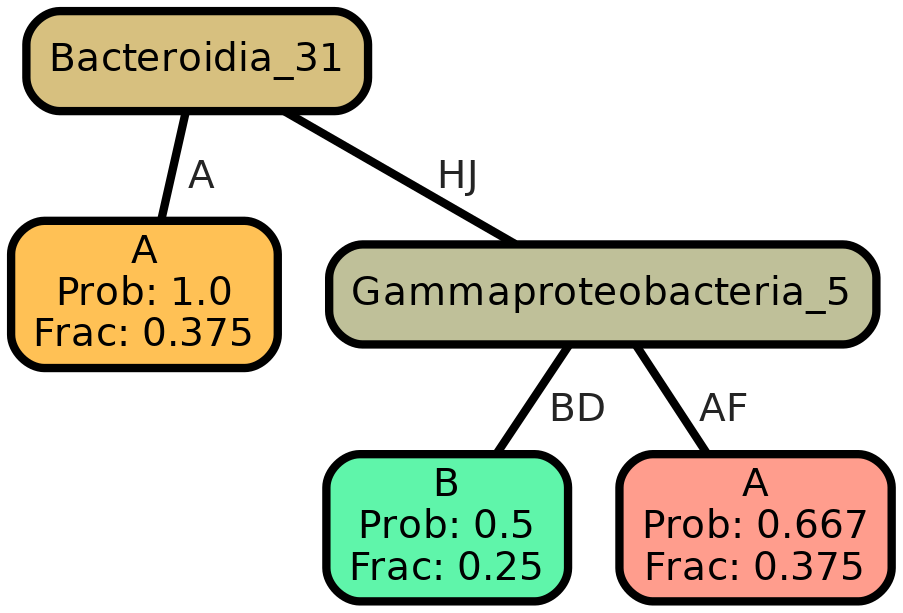 Bacteroidia_31
A
HJ
A
Prob: 1.0
Frac: 0.375
Gammaproteobacteria_5
BD
AF
B
Prob: 0.5
Frac: 0.25
A
Prob: 0.667
Frac: 0.375